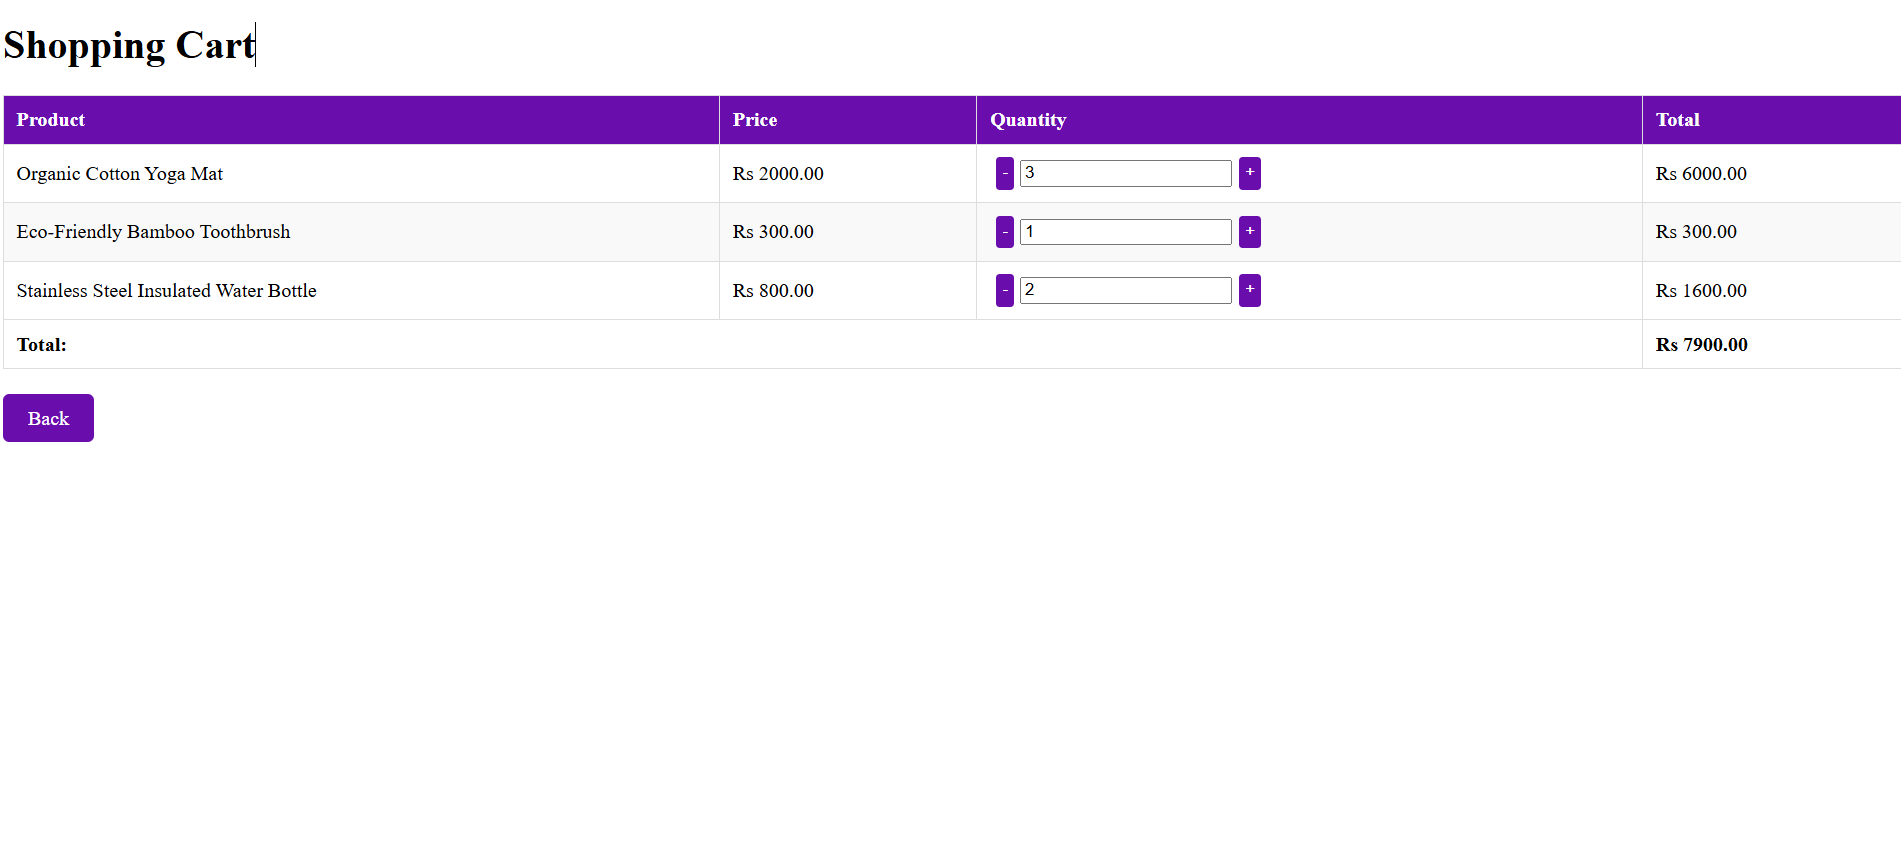 Shopping Cart
Product Price Quantity Total
Organic Cotton Yoga Mat Rs 2000.00 - 3 + Rs 6000.00
Eco-Friendly Bamboo Toothbrush Rs 300.00 - 1 + Rs 300.00
Stainless Steel Insulated Water Bottle Rs 800.00 - 2 + Rs 1600.00
Total: Rs 7900.00
Back